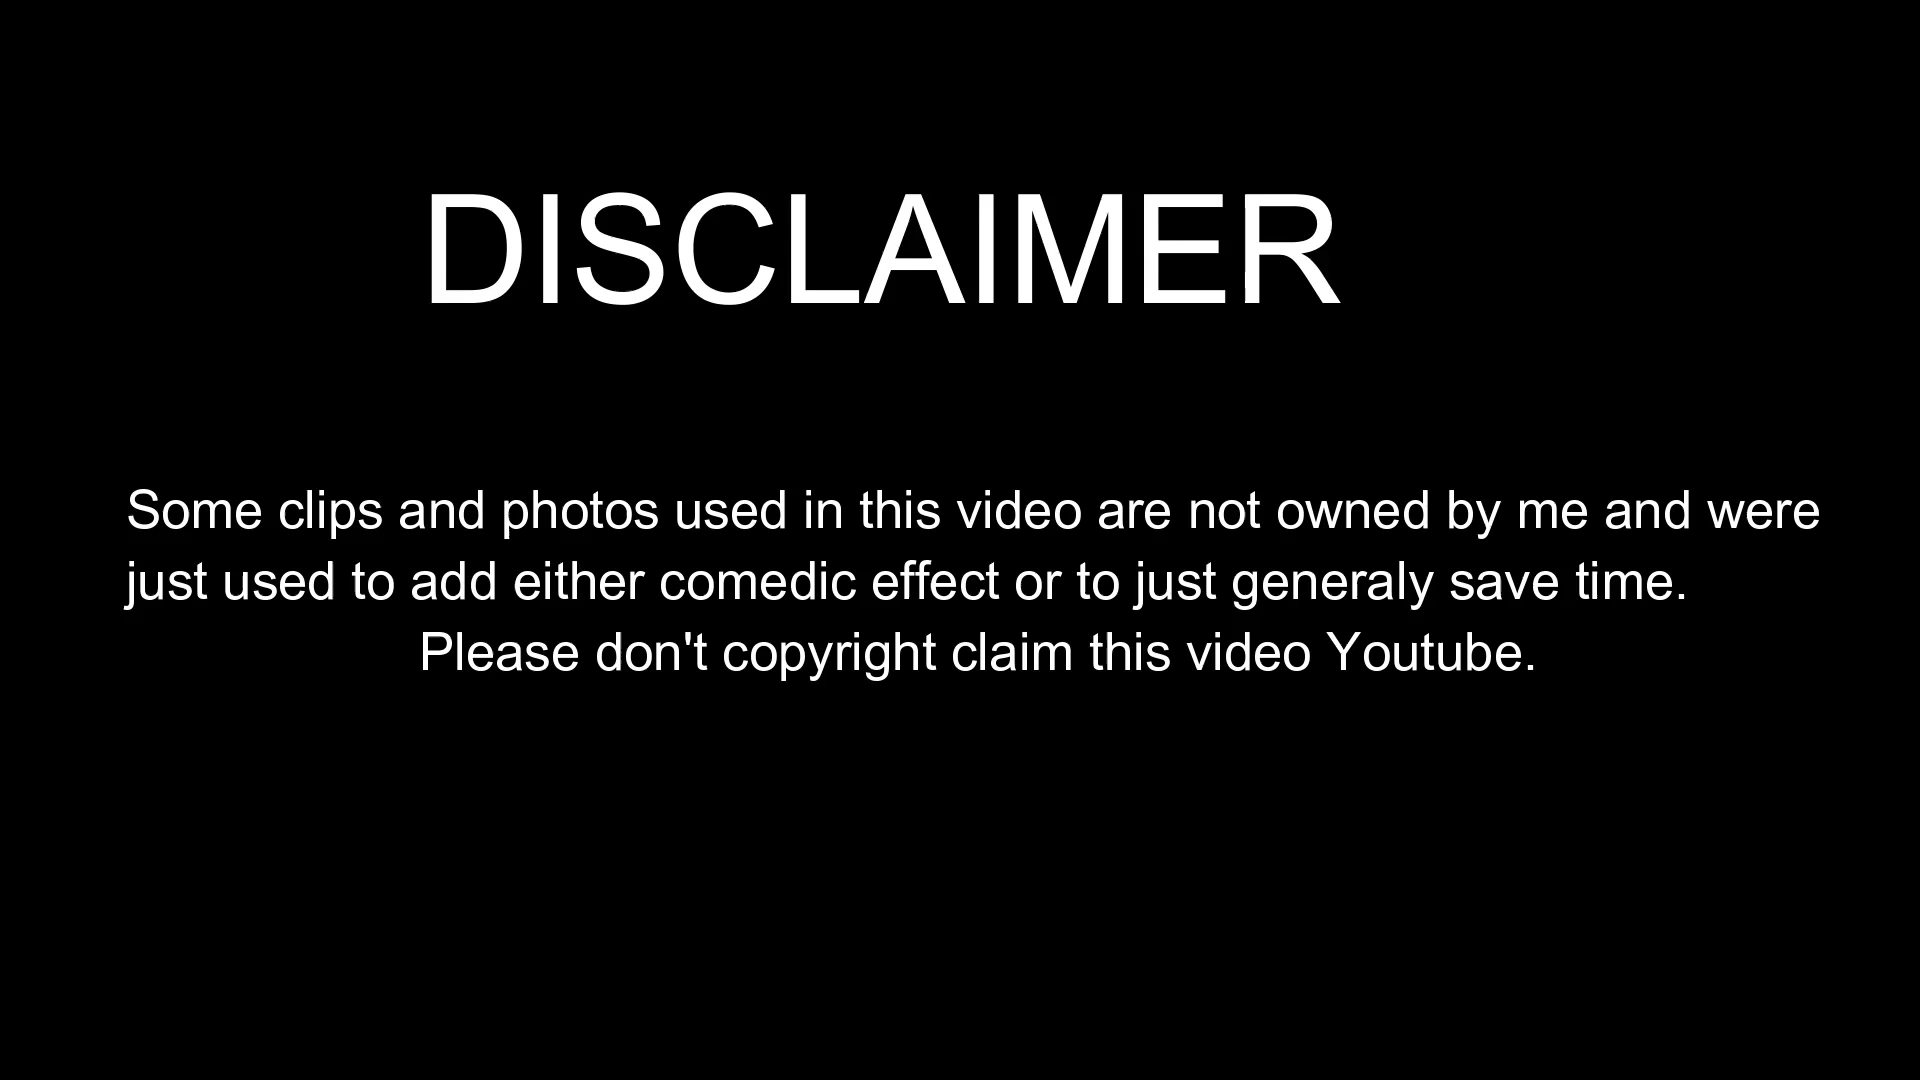 DISCLAIMER
Some clips and photos used in this video are not owned by me and were
just used to add either comedic effect or to just generaly save time.
Please don't copyright claim this video Youtube.